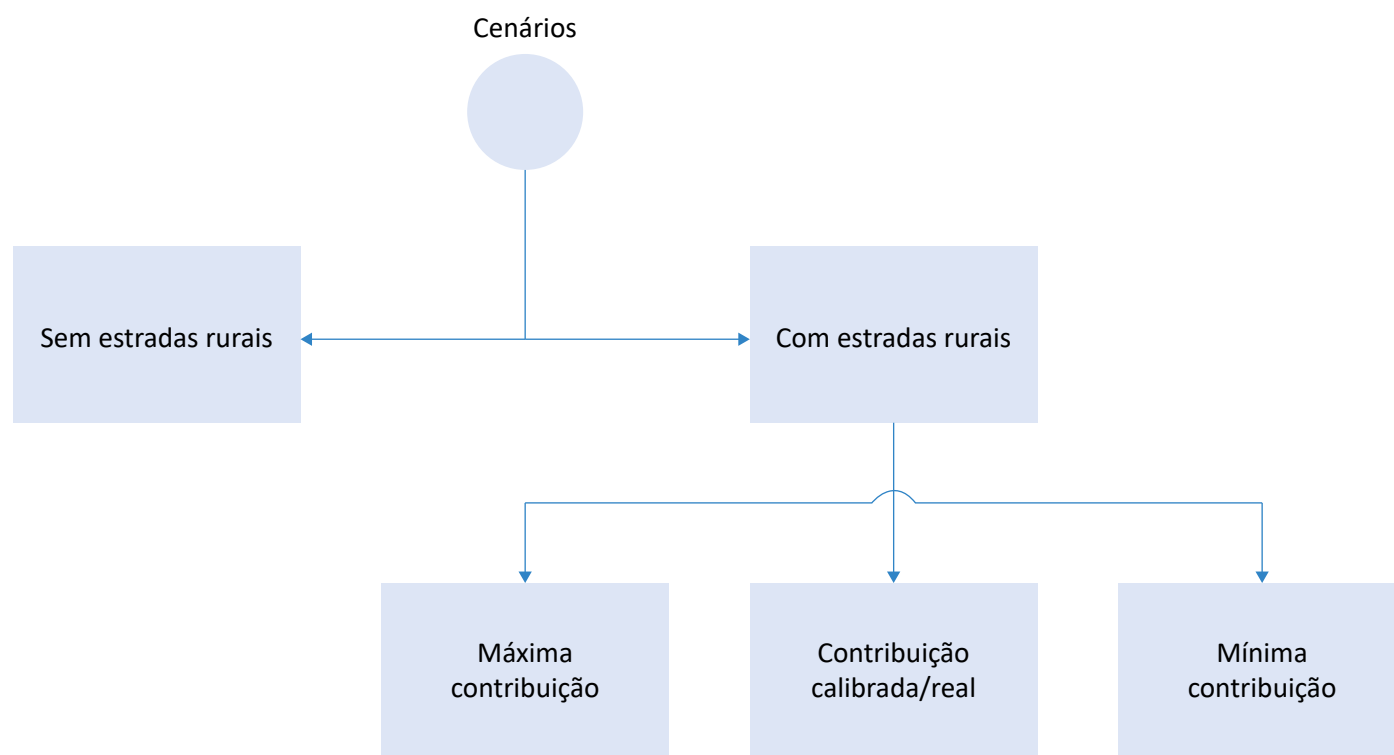 Cenários
Sem estradas rurais
Com estradas rurais
Máxima
contribuição
Contribuição
calibrada/real
Mínima
contribuição